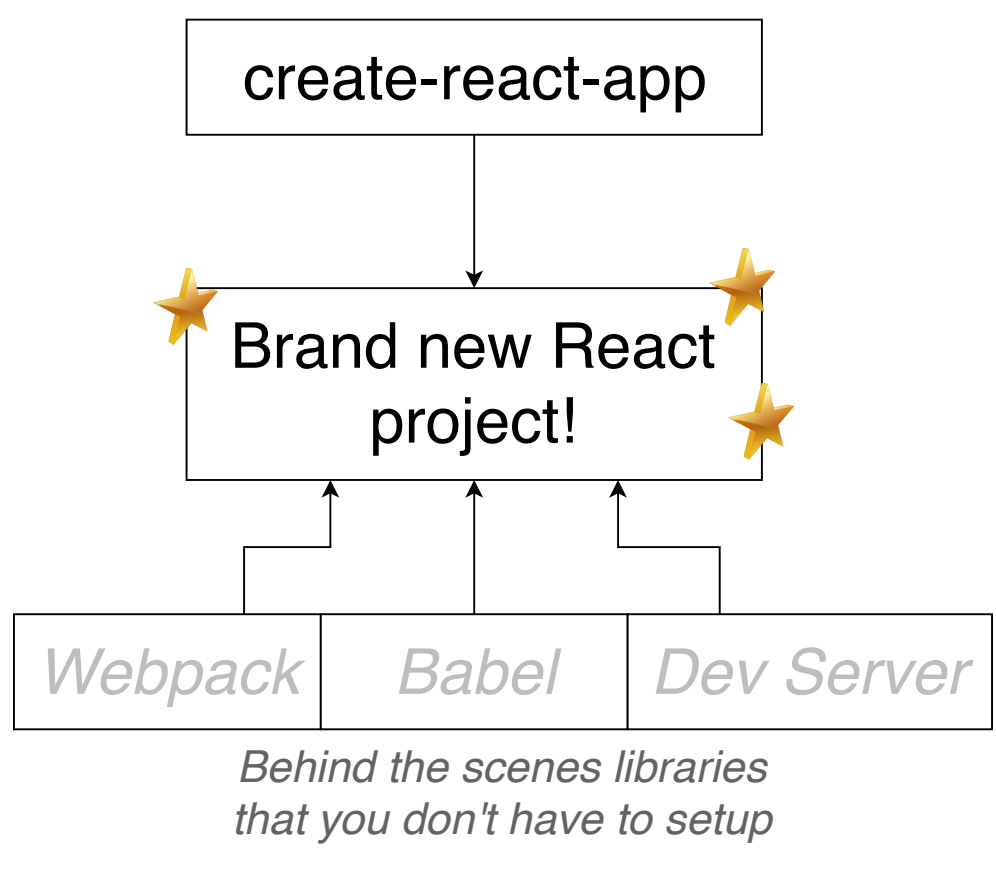 create-react-app
Brand new React
project!
Webpack
Babel
Dev Server
Behind the scenes libraries
that you don't have to setup